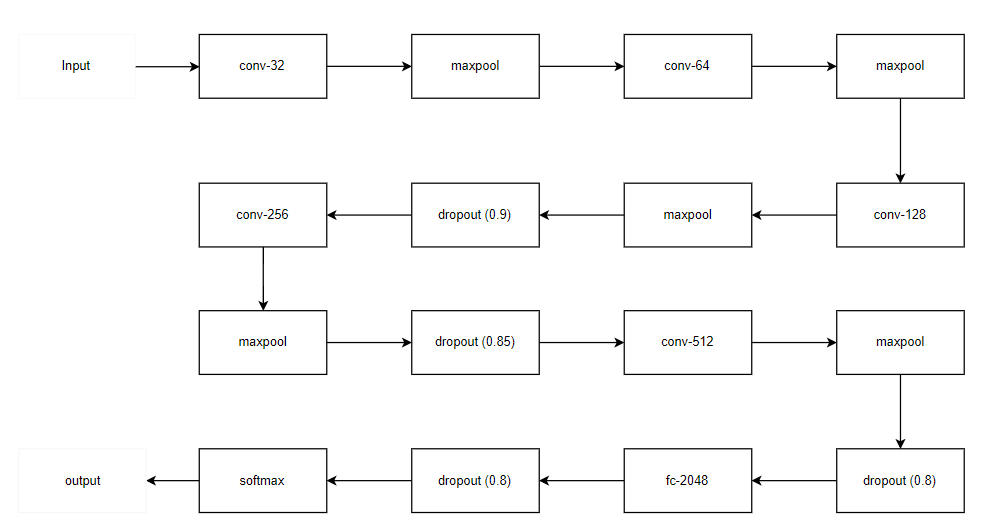 Input
conv-32
maxpool
conv-64
maxpool
conv-128
maxpool
dropout (0.9)
conv-256
maxpool
dropout (0.85)
conv-512
maxpool
dropout (0.8)
fc-2048
dropout (0.8)
softmax
output